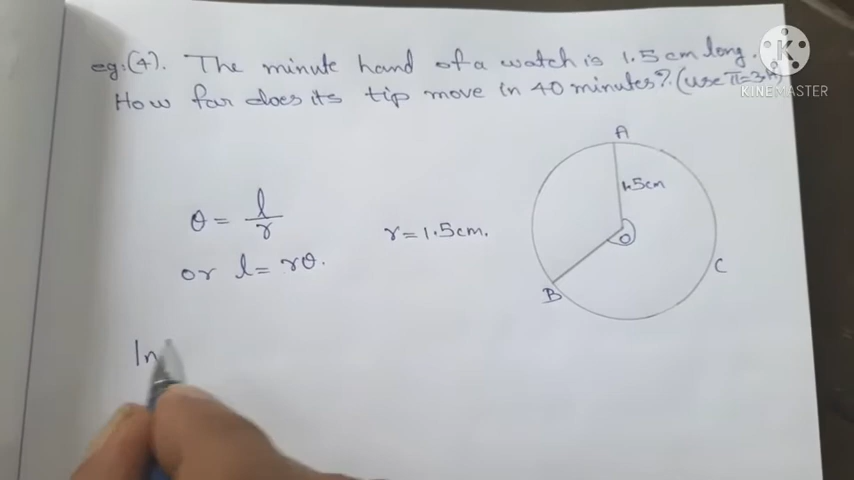 eg:(4). The minute hand of a watch is 1.5 cm long.
How far does its tip move in 40 minutes? (use π=3.
KINEMASTER
K
A
1.5cm
O
B
C
θ = l/r
r = 1.5cm.
or l = rθ.
In